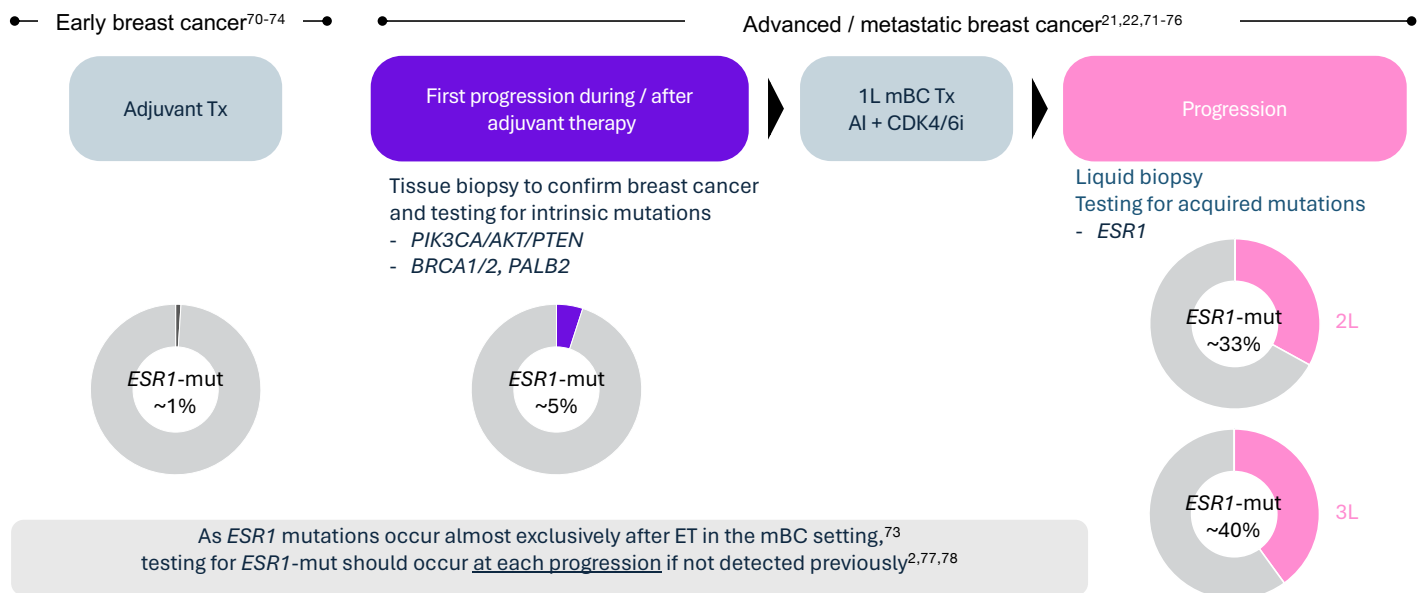 Early breast cancer70-74
Advanced / metastatic breast cancer21,22,71-76
Adjuvant Tx
First progression during / after
adjuvant therapy
1L mBC Tx
AI + CDK4/6i
Progression
Tissue biopsy to confirm breast cancer
and testing for intrinsic mutations
- PIK3CA/AKT/PTEN
- BRCA1/2, PALB2
Liquid biopsy
Testing for acquired mutations
- ESR1
ESR1-mut
~1%
ESR1-mut
~5%
ESR1-mut
~33%
2L
ESR1-mut
~40%
3L
As ESR1 mutations occur almost exclusively after ET in the mBC setting,73
testing for ESR1-mut should occur at each progression if not detected previously2,77,78